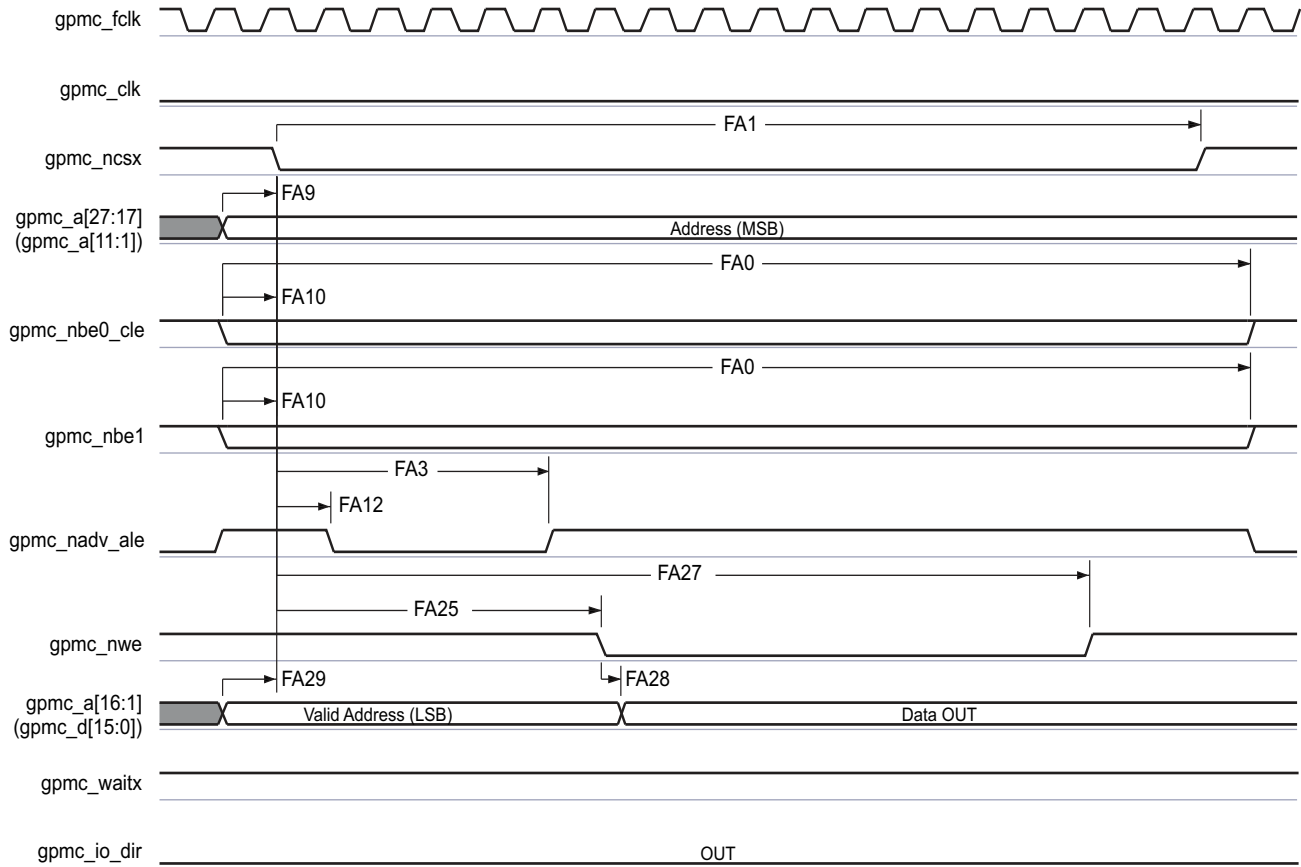 gpmc_fclk
gpmc_clk
FA1
gpmc_ncsx
FA9
gpmc_a[27:17]
(gpmc_a[11:1])
Address (MSB)
FA0
FA10
gpmc_nbe0_cle
FA0
FA10
gpmc_nbe1
FA3
FA12
gpmc_nadv_ale
FA27
FA25
gpmc_nwe
FA29
FA28
gpmc_a[16:1]
(gpmc_d[15:0])
Valid Address (LSB)
Data OUT
gpmc_waitx
gpmc_io_dir
OUT